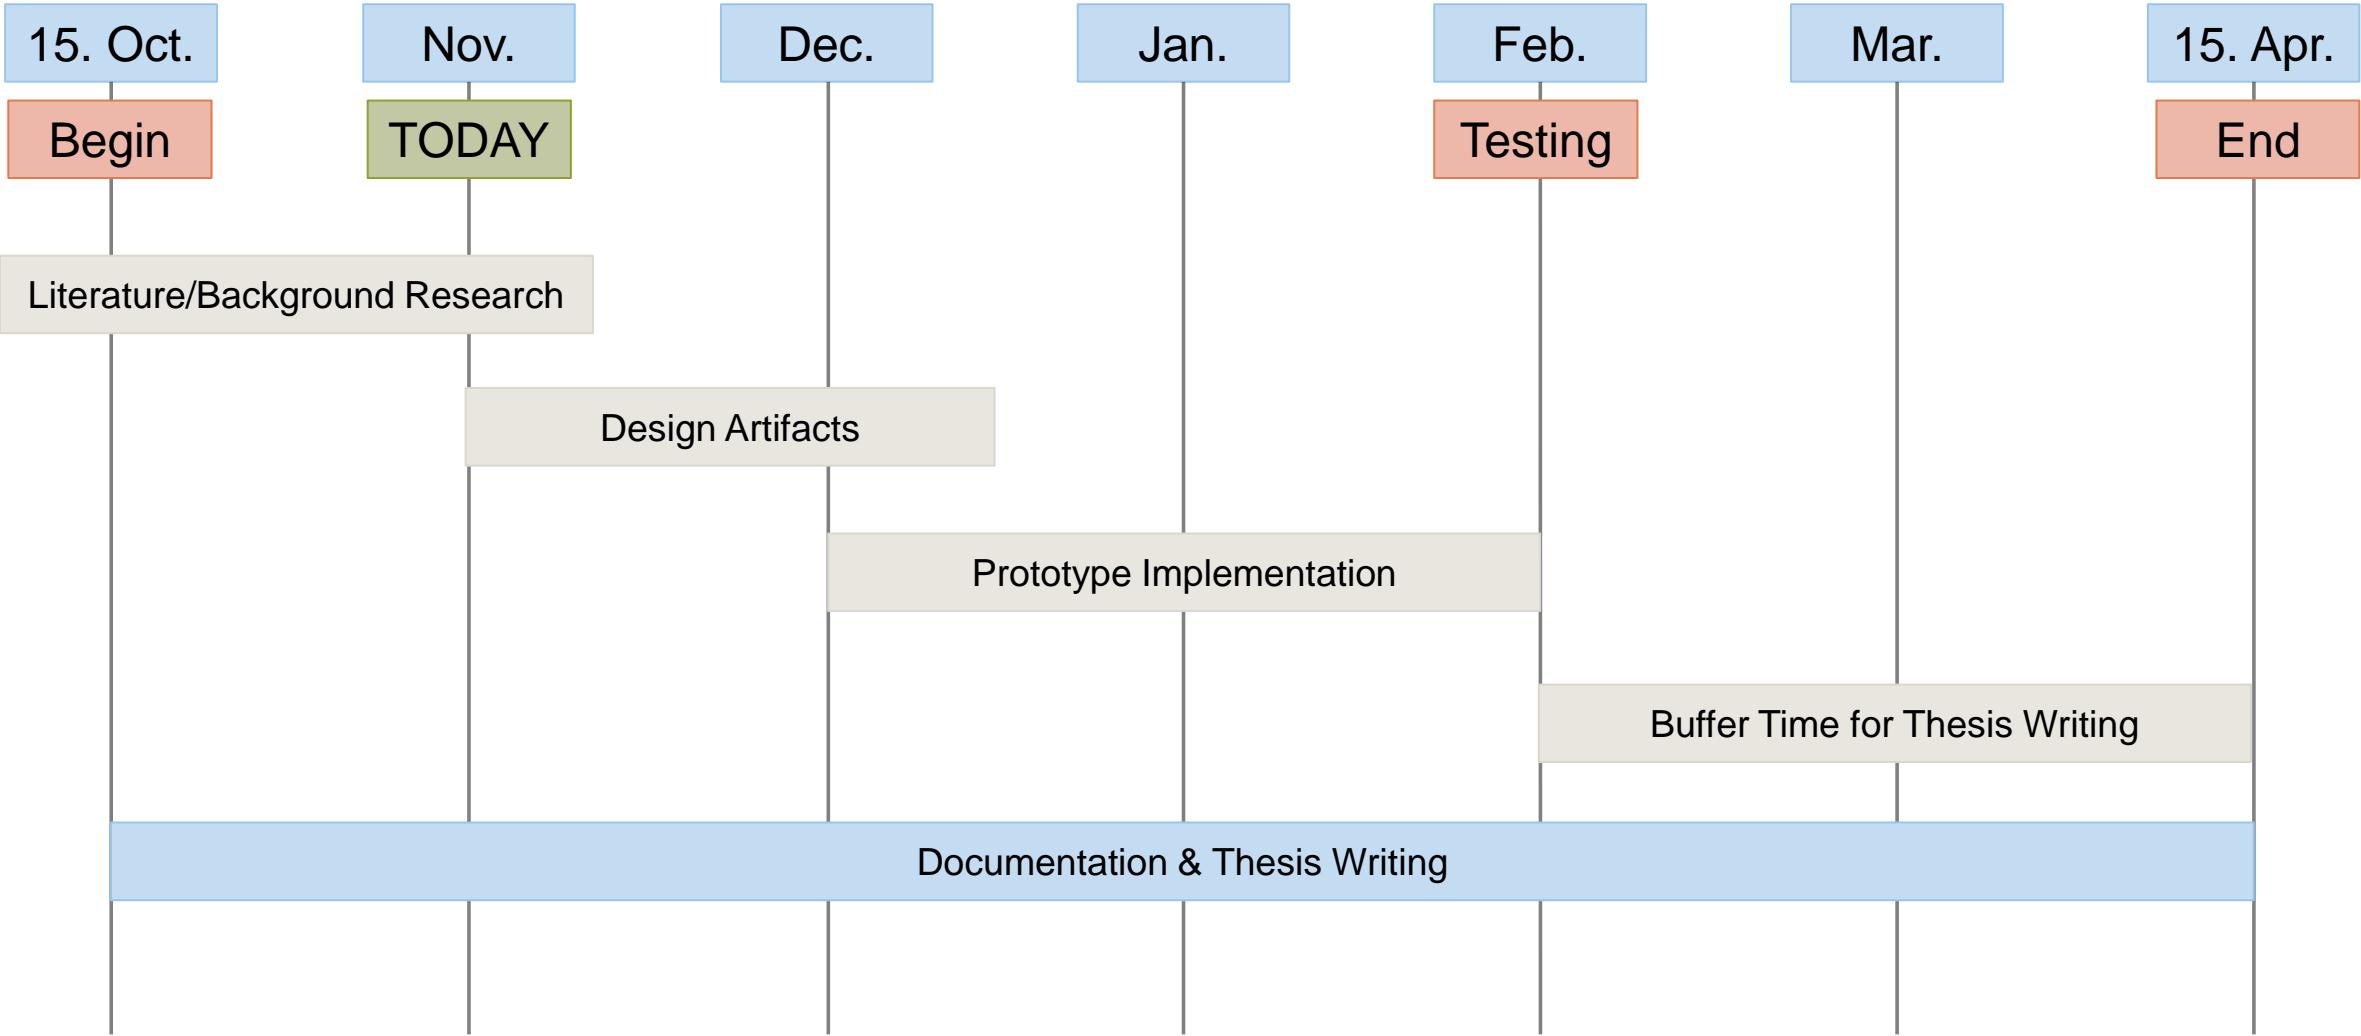 15. Oct.
Nov.
Dec.
Jan.
Feb.
Mar.
15. Apr.
Begin
TODAY
Testing
End
Literature/Background Research
Design Artifacts
Prototype Implementation
Buffer Time for Thesis Writing
Documentation & Thesis Writing